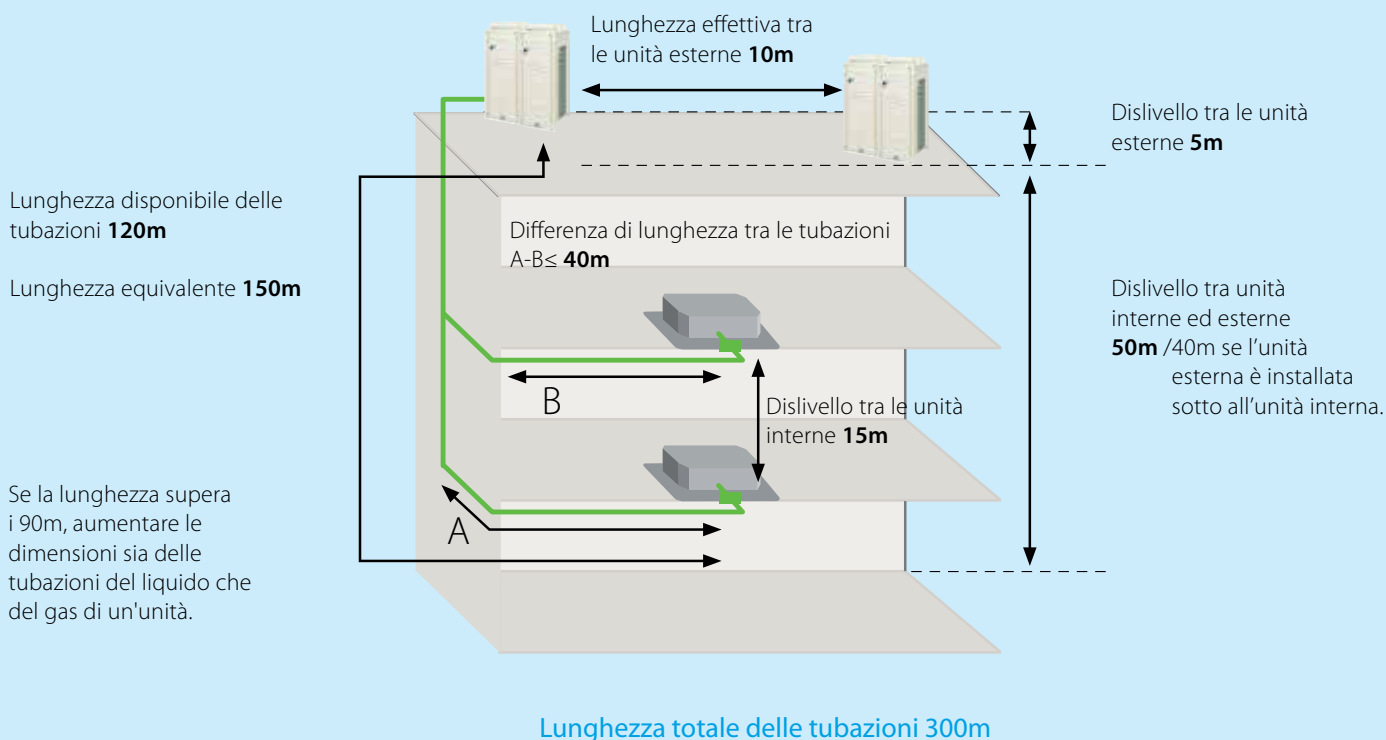 Lunghezza effettiva tra
le unità esterne 10m
Dislivello tra le unità
esterne 5m
Lunghezza disponibile delle
tubazioni 120m
Lunghezza equivalente 150m
Differenza di lunghezza tra le tubazioni
A-B≤ 40m
Dislivello tra unità
interne ed esterne
50m /40m se l’unità
esterna è installata
sotto all’unità interna.
B
Dislivello tra le unità
interne 15m
Se la lunghezza supera
i 90m, aumentare le
dimensioni sia delle
tubazioni del liquido che
del gas di un'unità.
A
Lunghezza totale delle tubazioni 300m